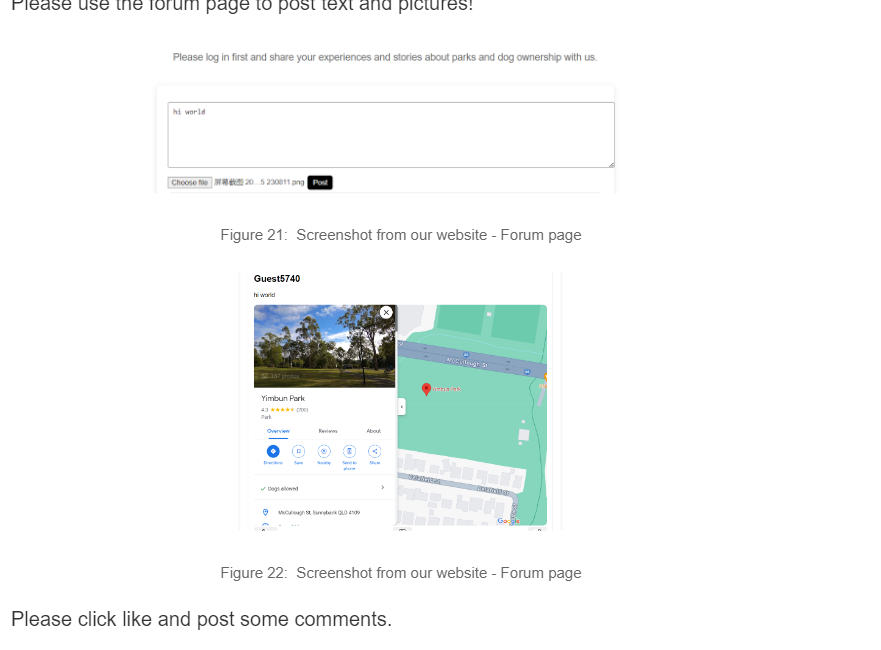 Please use the forum page to post text and pictures!
Please log in first and share your experiences and stories about parks and dog ownership with us.
hi world
Choose file 屏幕截图 20...5 230811.png Post
Figure 21: Screenshot from our website - Forum page
Guest5740
hi world
McCullough St
Yimbun Park
4.3 ★★★★★
Park
Overview Reviews About
Directions Save Nearby Send to phone Share
Dogs allowed
McCullough St, Sunnybank QLD 4109
Google
Figure 22: Screenshot from our website - Forum page
Please click like and post some comments.